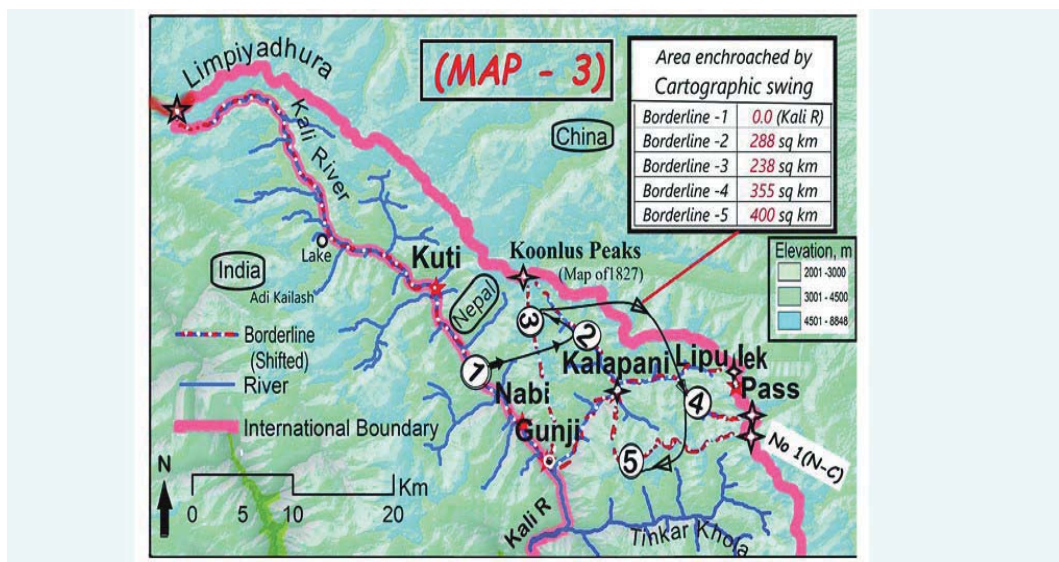 (MAP - 3)
Area enchroached by
Cartographic swing
Borderline -1 0.0 (Kali R)
Borderline -2 288 sq km
Borderline -3 238 sq km
Borderline -4 355 sq km
Borderline -5 400 sq km
Limpiyadhura
Kali River
China
Lake
India
Adi Kailash
Kuti
Nepal
Koonlus Peaks
(Map of1827)
Elevation, m
2001 -3000
3001 - 4500
4501 - 8848
Borderline
(Shifted)
River
International Boundary
3
2
1
Kalapani
Lipu lek
Pass
4
Nabi
Gunji
5
No 1(N-C)
N
Km
0 5 10 20
Kali R
Tinkar Khola